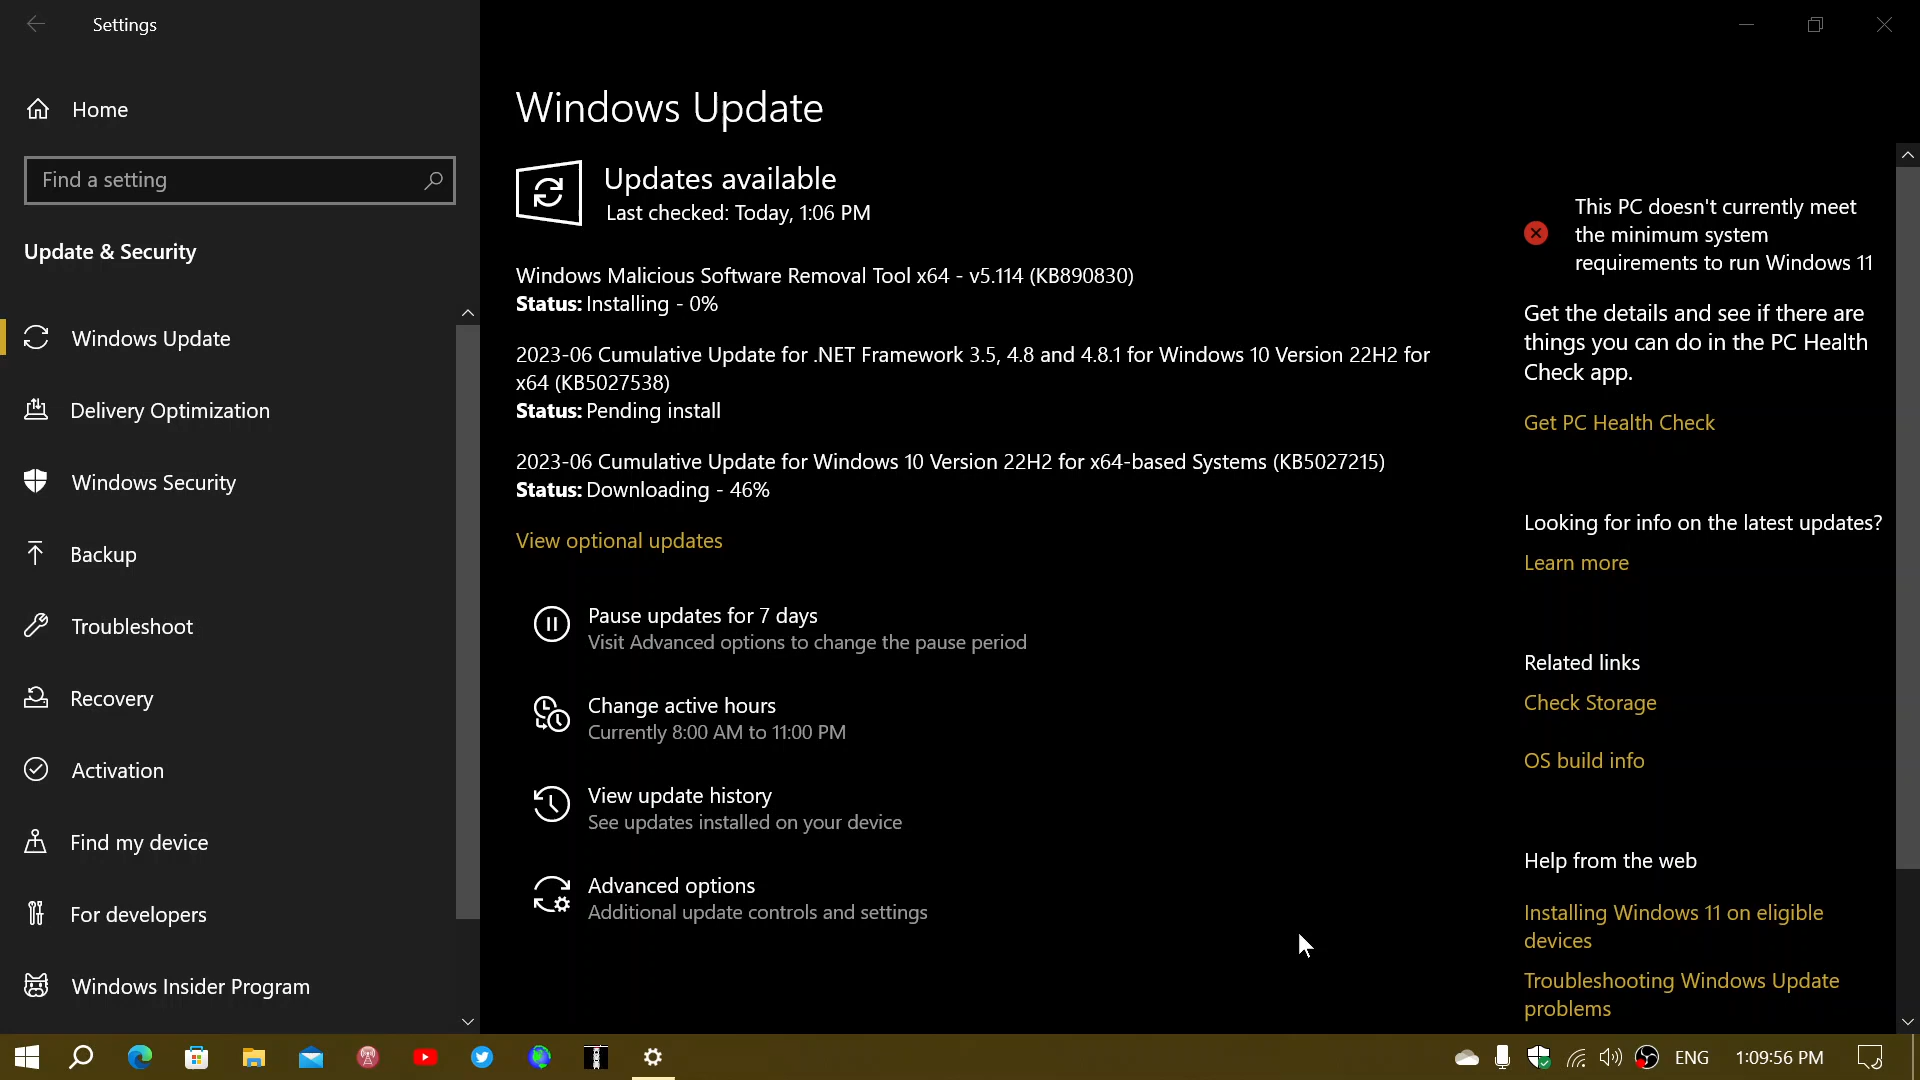 Settings
Home
Find a setting
Update & Security
Windows Update
Delivery Optimization
Windows Security
Backup
Troubleshoot
Recovery
Activation
Find my device
For developers
Windows Insider Program
Windows Update
Updates available
Last checked: Today, 1:06 PM
Windows Malicious Software Removal Tool x64 - v5.114 (KB890830)
Status: Installing - 0%
2023-06 Cumulative Update for .NET Framework 3.5, 4.8 and 4.8.1 for Windows 10 Version 22H2 for
x64 (KB5027538)
Status: Pending install
2023-06 Cumulative Update for Windows 10 Version 22H2 for x64-based Systems (KB5027215)
Status: Downloading - 46%
View optional updates
Pause updates for 7 days
Visit Advanced options to change the pause period
Change active hours
Currently 8:00 AM to 11:00 PM
View update history
See updates installed on your device
Advanced options
Additional update controls and settings
This PC doesn't currently meet
the minimum system
requirements to run Windows 11
Get the details and see if there are
things you can do in the PC Health
Check app.
Get PC Health Check
Looking for info on the latest updates?
Learn more
Related links
Check Storage
OS build info
Help from the web
Installing Windows 11 on eligible
devices
Troubleshooting Windows Update
problems
ENG
1:09:56 PM